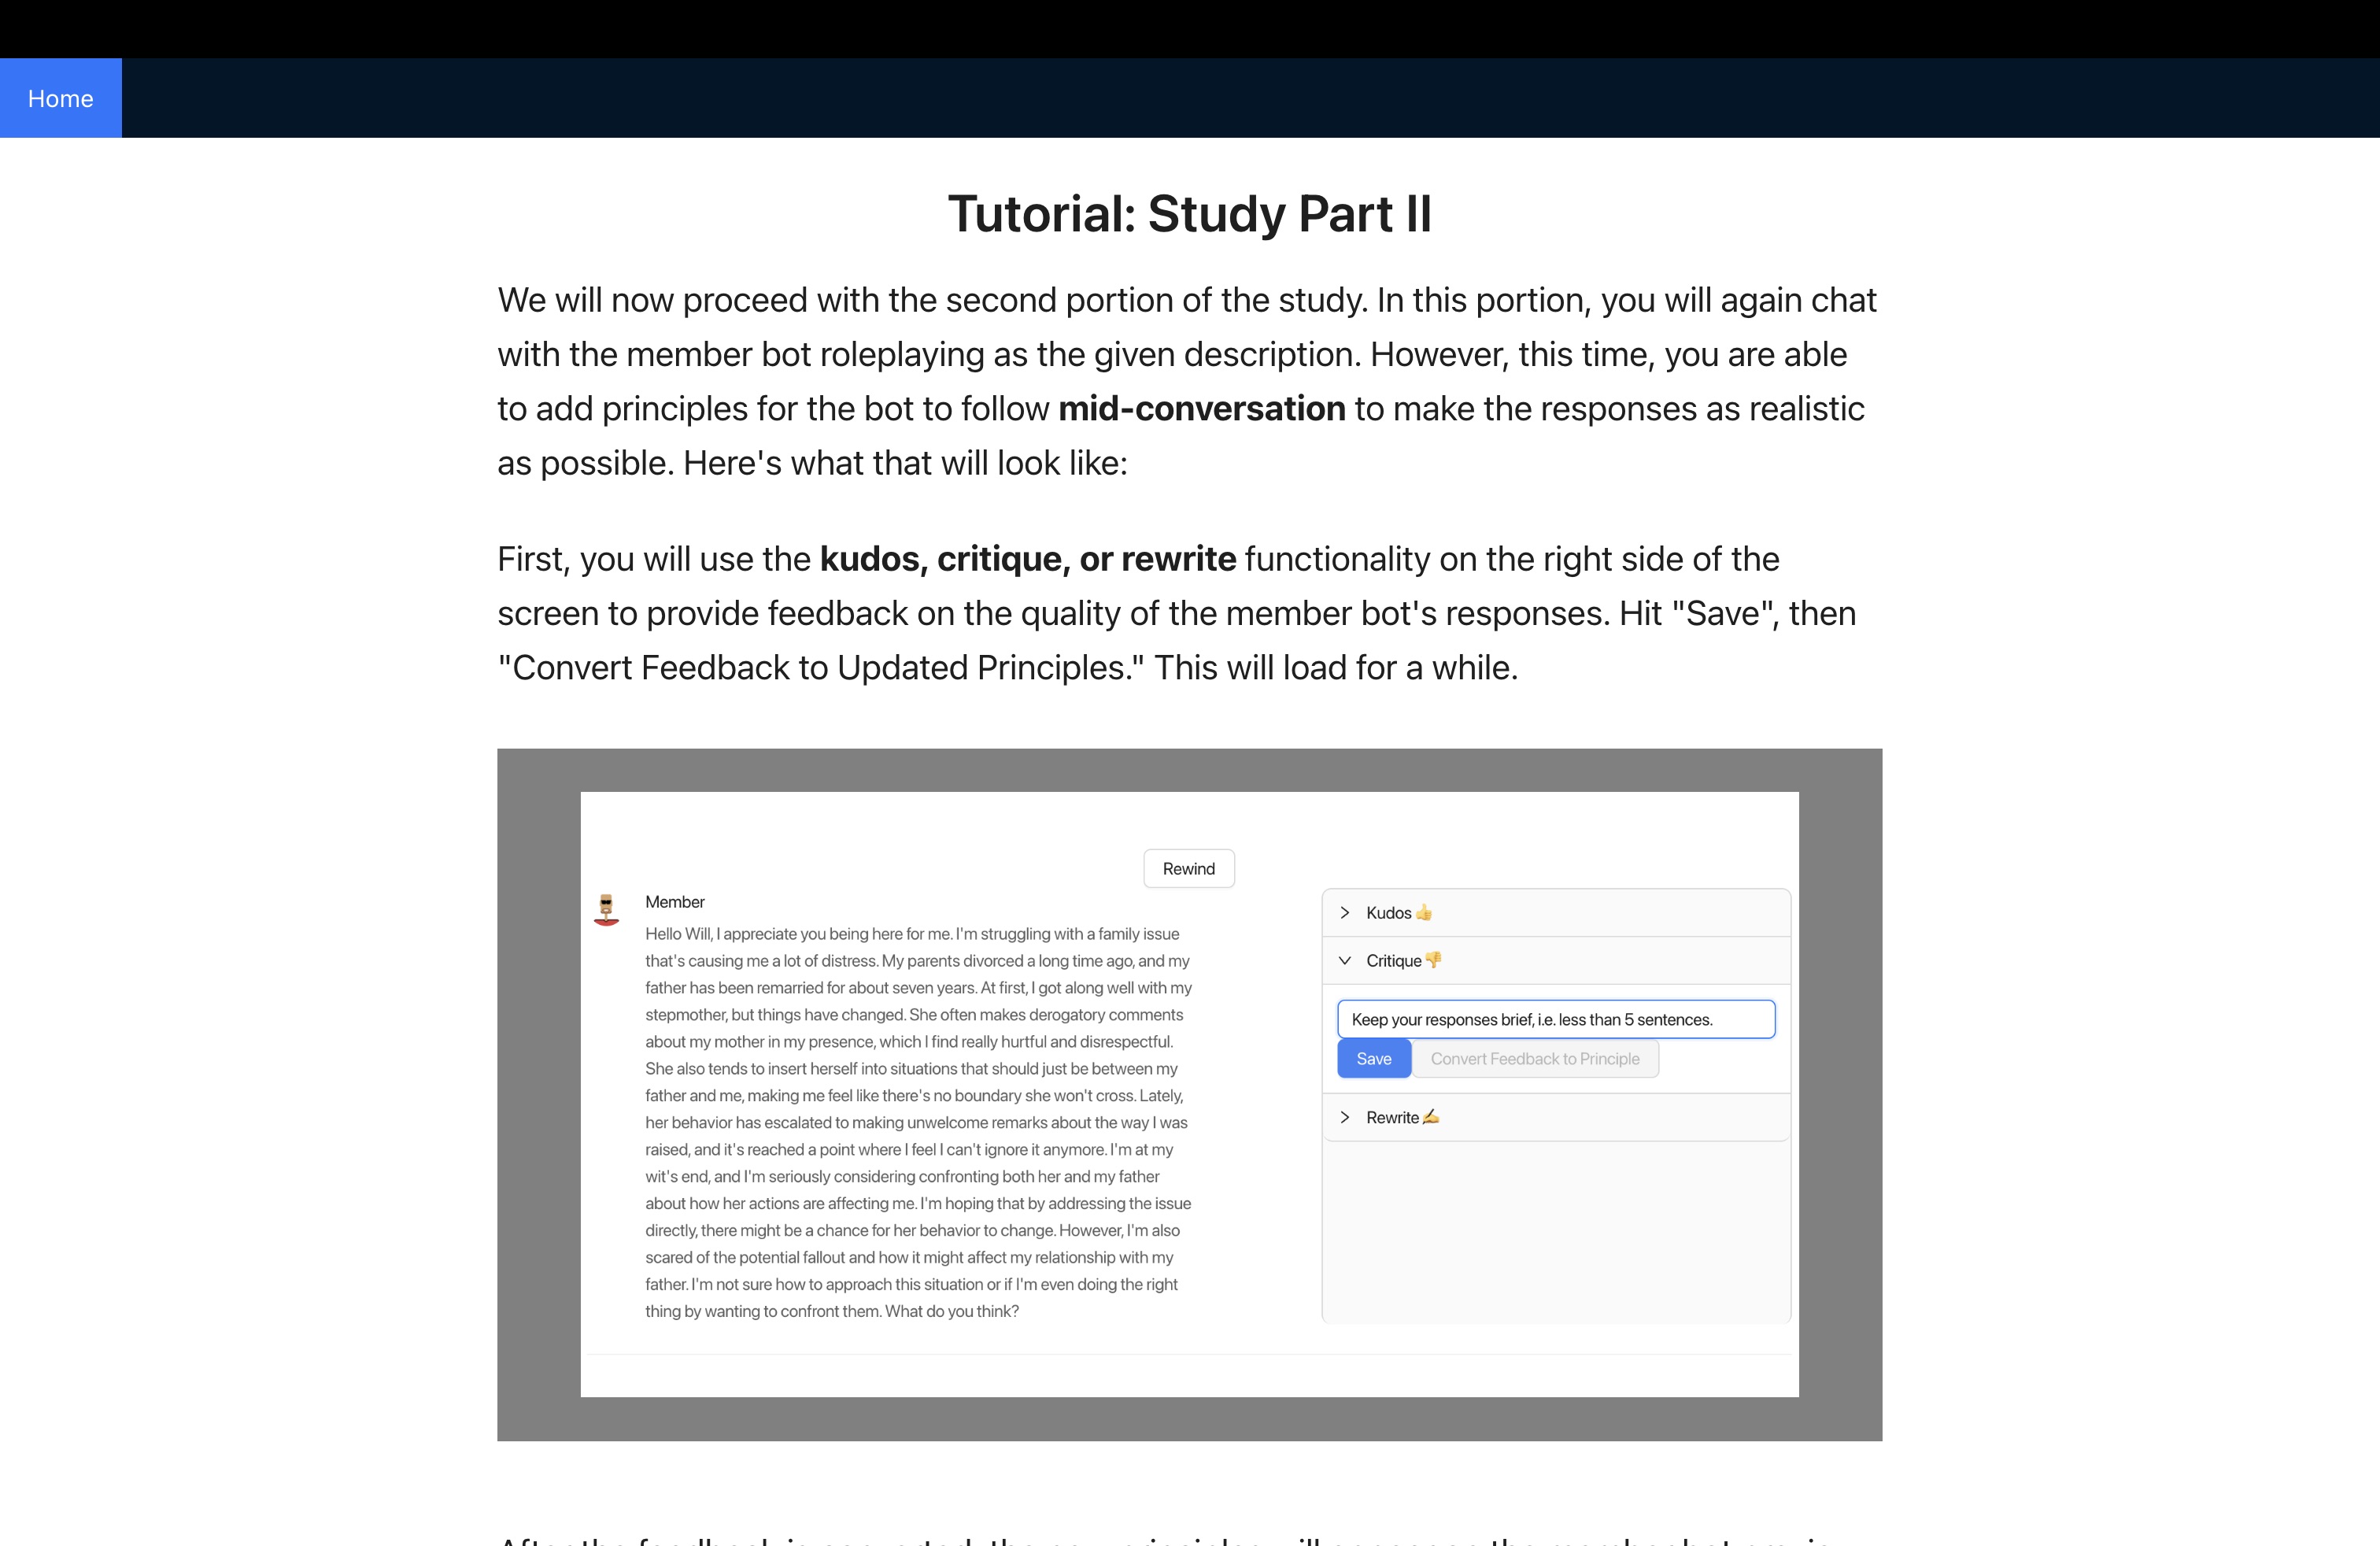 Home
Tutorial: Study Part II
We will now proceed with the second portion of the study. In this portion, you will again chat
with the member bot roleplaying as the given description. However, this time, you are able
to add principles for the bot to follow mid-conversation to make the responses as realistic
as possible. Here's what that will look like:
First, you will use the kudos, critique, or rewrite functionality on the right side of the
screen to provide feedback on the quality of the member bot's responses. Hit "Save", then
"Convert Feedback to Updated Principles." This will load for a while.
Rewind
Member
Hello Will, I appreciate you being here for me. I'm struggling with a family issue
that's causing me a lot of distress. My parents divorced a long time ago, and my
father has been remarried for about seven years. At first, I got along well with my
stepmother, but things have changed. She often makes derogatory comments
about my mother in my presence, which I find really hurtful and disrespectful.
She also tends to insert herself into situations that should just be between my
father and me, making me feel like there's no boundary she won't cross. Lately,
her behavior has escalated to making unwelcome remarks about the way I was
raised, and it's reached a point where I feel I can't ignore it anymore. I'm at my
wit's end, and I'm seriously considering confronting both her and my father
about how her actions are affecting me. I'm hoping that by addressing the issue
directly, there might be a chance for her behavior to change. However, I'm also
scared of the potential fallout and how it might affect my relationship with my
father. I'm not sure how to approach this situation or if I'm even doing the right
thing by wanting to confront them. What do you think?
Kudos 👍
Critique 👎
Keep your responses brief, i.e. less than 5 sentences.
Save
Convert Feedback to Principle
Rewrite ✍️
After the feedback is converted, the new principles will appear on the member bot